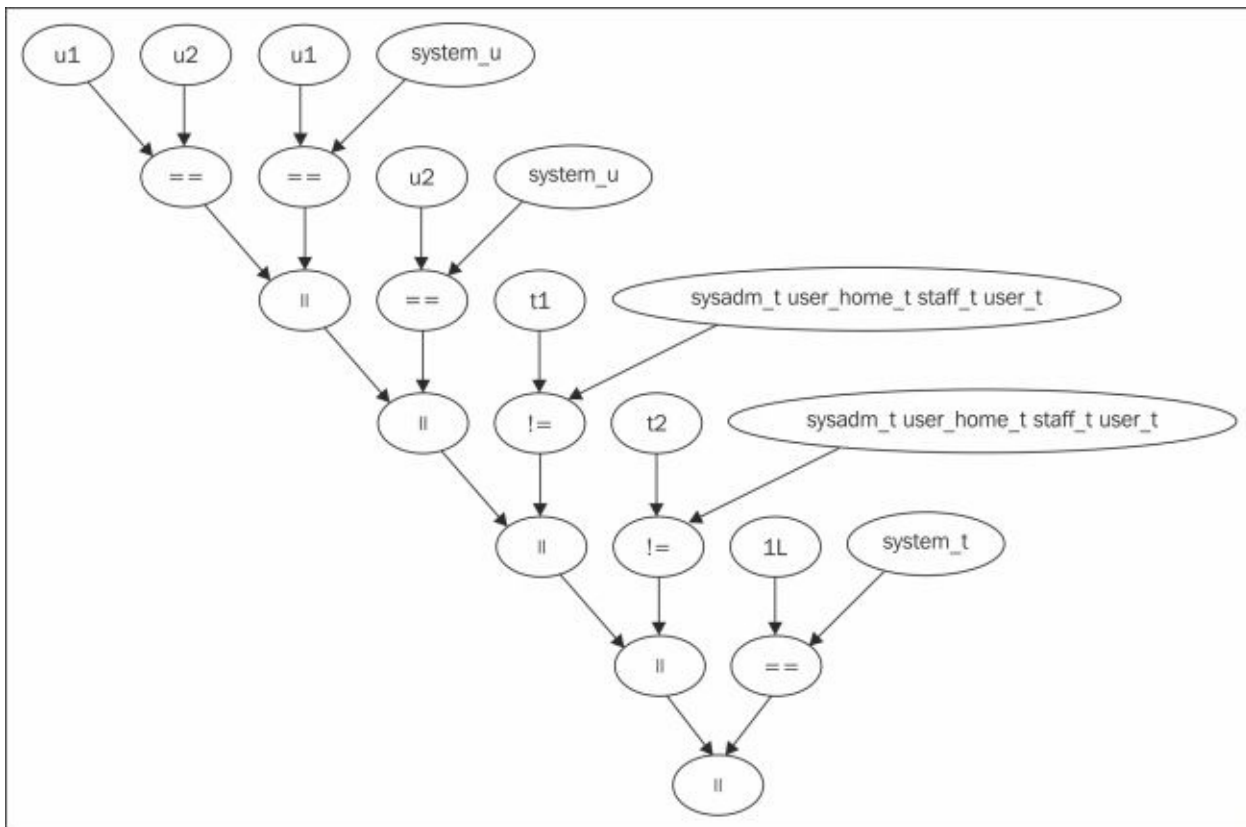 u1 u2 u1 system_u
== == u2 system_u
|| == t1 sysadm_t user_home_t staff_t user_t
|| != t2 sysadm_t user_home_t staff_t user_t
|| != 1L system_t
|| ==
||